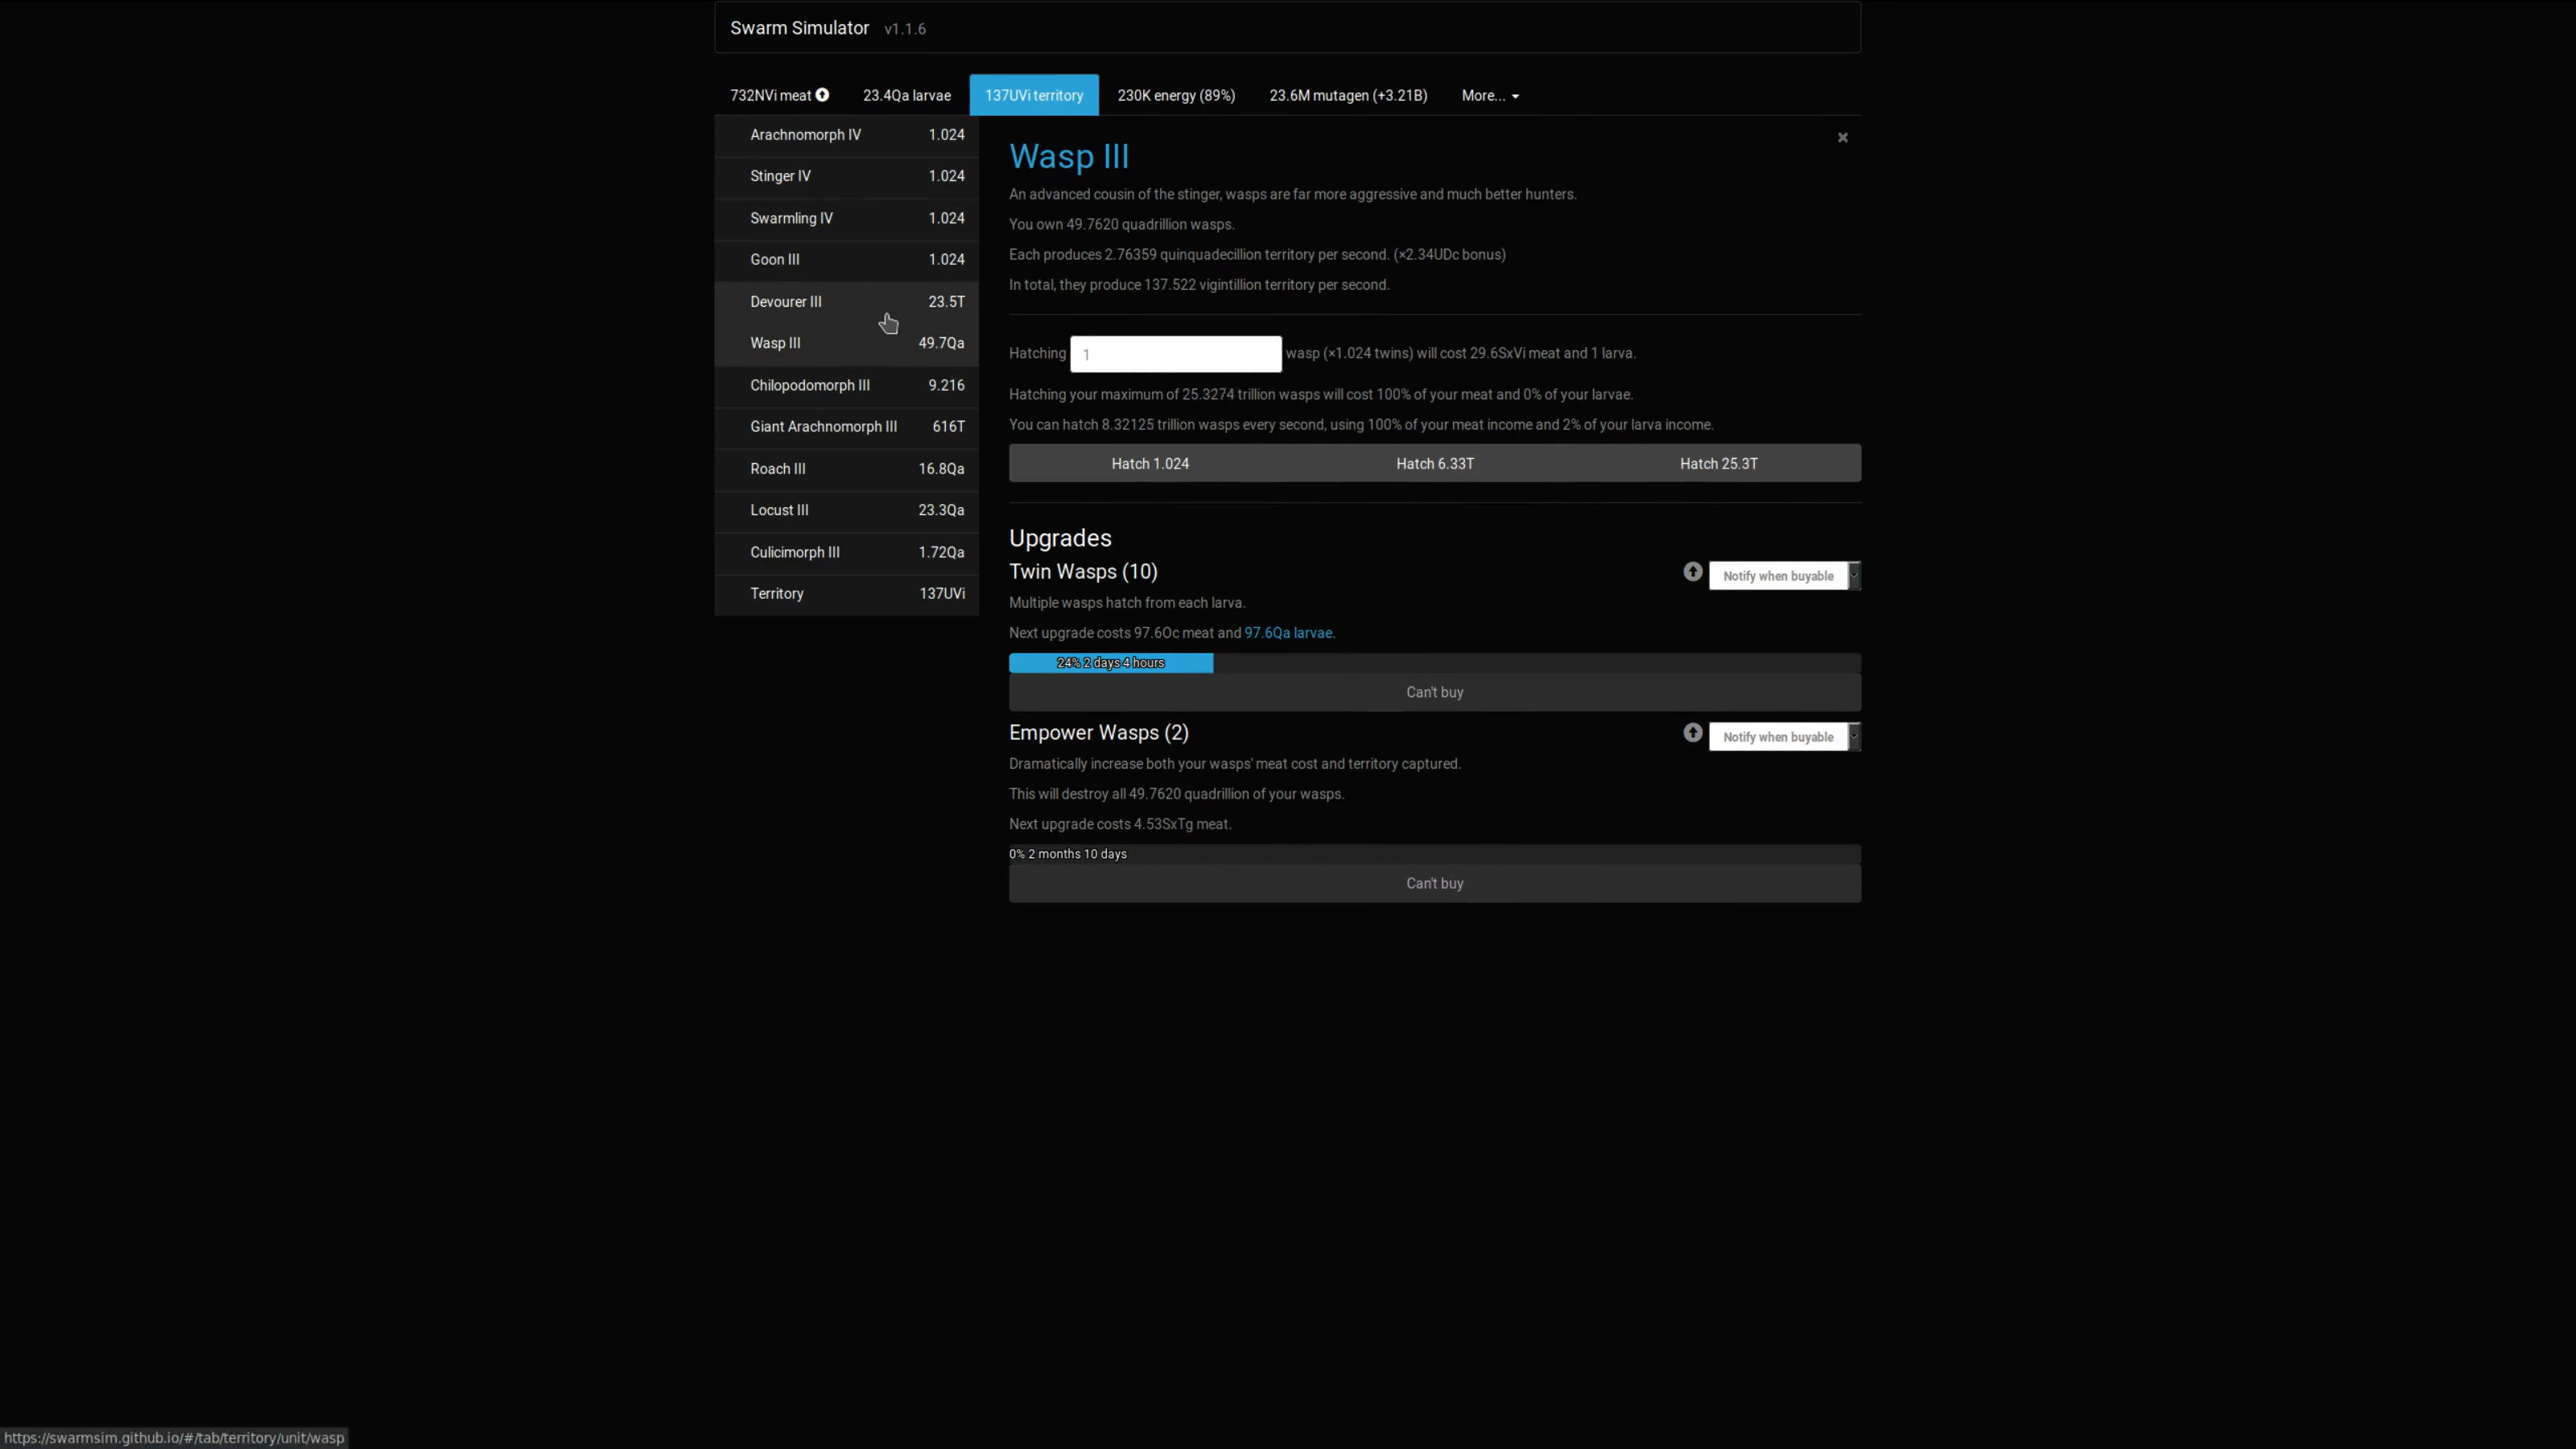 Swarm Simulator v1.1.6
732NVi meat 23.4Qa larvae 137UVi territory 230K energy (89%) 23.6M mutagen (+3.21B) More...
Arachnomorph IV 1.024
Stinger IV 1.024
Swarmling IV 1.024
Goon III 1.024
Devourer III 23.5T
Wasp III 49.7Qa
Chilopodomorph III 9.216
Giant Arachnomorph III 616T
Roach III 16.8Qa
Locust III 23.3Qa
Culicimorph III 1.72Qa
Territory 137UVi
Wasp III
An advanced cousin of the stinger, wasps are far more aggressive and much better hunters.
You own 49.7620 quadrillion wasps.
Each produces 2.76359 quinquadecillion territory per second. (×2.34UDc bonus)
In total, they produce 137.522 vigintillion territory per second.
Hatching 1 wasp (×1.024 twins) will cost 29.6SxVi meat and 1 larva.
Hatching your maximum of 25.3274 trillion wasps will cost 100% of your meat and 0% of your larvae.
You can hatch 8.32125 trillion wasps every second, using 100% of your meat income and 2% of your larva income.
Hatch 1.024 Hatch 6.33T Hatch 25.3T
Upgrades
Twin Wasps (10) Notify when buyable
Multiple wasps hatch from each larva.
Next upgrade costs 97.6Oc meat and 97.6Qa larvae.
24% 2 days 4 hours
Can't buy
Empower Wasps (2) Notify when buyable
Dramatically increase both your wasps' meat cost and territory captured.
This will destroy all 49.7620 quadrillion of your wasps.
Next upgrade costs 4.53SxTg meat.
0% 2 months 10 days
Can't buy
https://swarmsim.github.io/#/tab/territory/unit/wasp